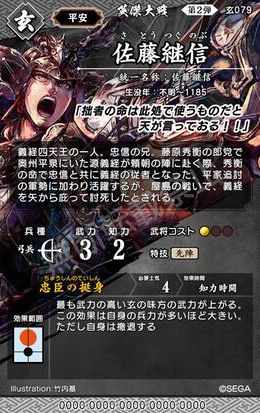 玄
平安
英傑大戦
第2弾
玄079
さとう つぐのぶ
佐藤継信
統一名称:佐藤継信
生没年:不明~1185
「拙者の命は此処で使うものだと
天が言っておる!!」
義経四天王の一人。忠信の兄。藤原秀衡の郎党で
奥州平泉にいた源義経が頼朝の陣に赴く際、秀衡
の命で忠信と共に義経の従者となった。平家追討
の軍勢に加わり活躍するが、屋島の戦いで、義経
を矢から庇って討死したとされる。
兵種 武力 知力 武将コスト
弓兵 3 2 特技 先陣
ちゅうしんのていしん 必要士気 効果時間
忠臣の挺身 4 知力時間
効果範囲
最も武力の高い玄の味方の武力が上がる。
この効果は自身の兵力が多いほど大きい。
ただし自身は撤退する
Illustration:竹内基
©SEGA
0000-0000-0000-0000-0000